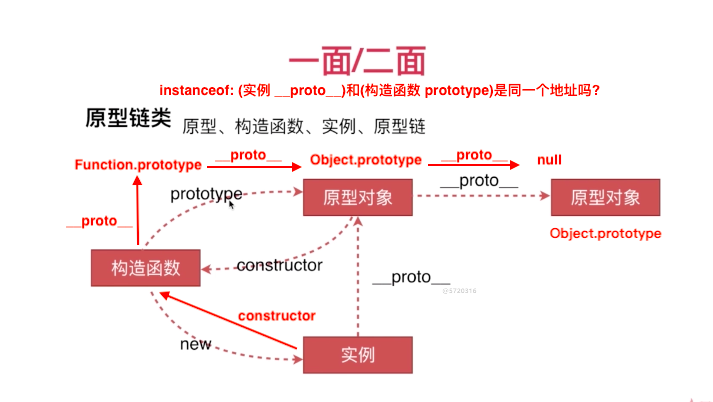 一面/二面
instanceof: (实例 __proto__)和(构造函数 prototype)是同一个地址吗?
原型链类 原型、构造函数、实例、原型链
Function.prototype __proto__ Object.prototype __proto__ null
prototype 原型对象 __proto__ 原型对象
__proto__
Object.prototype
构造函数 constructor
__proto__
@5720316
constructor
new
实例